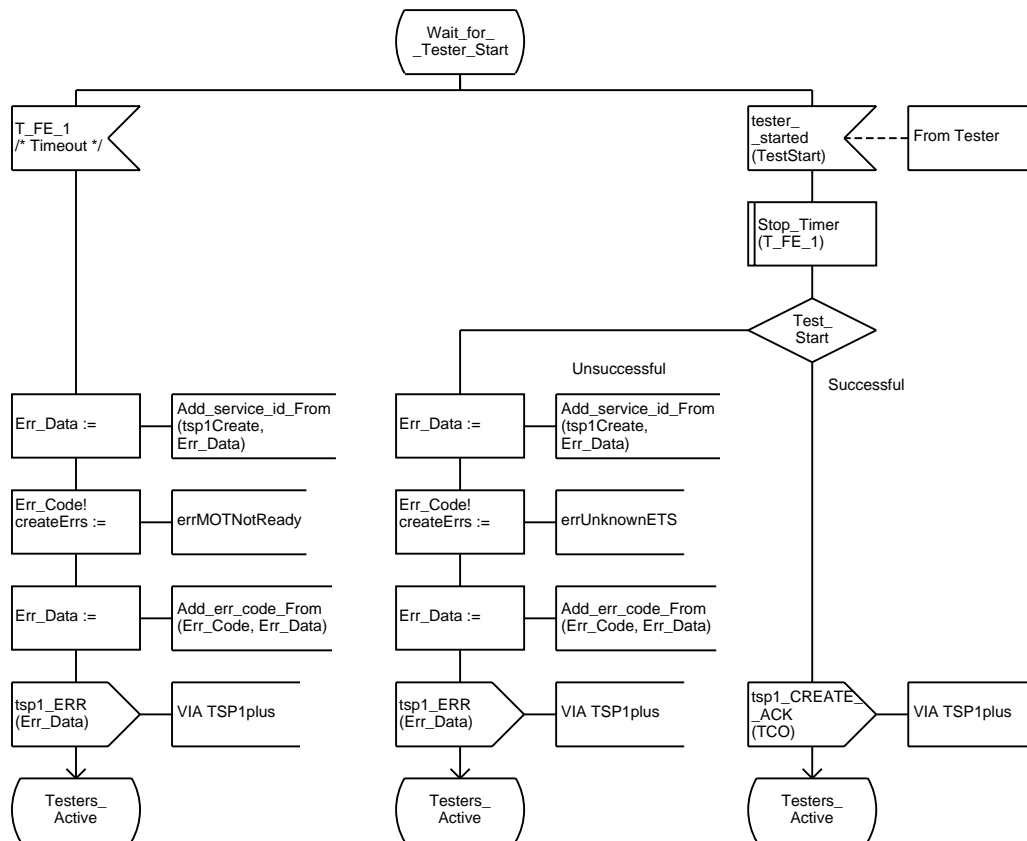 Wait_for_
_Tester_Start
T_FE_1
/* Timeout */
tester_
_started
(TestStart)
From Tester
Stop_Timer
(T_FE_1)
Test_
Start
Unsuccessful
Successful
Err_Data :=
Add_service_id_From
(tsp1Create,
Err_Data)
Err_Data :=
Add_service_id_From
(tsp1Create,
Err_Data)
Err_Code!
createErrs :=
errMOTNotReady
Err_Code!
createErrs :=
errUnknownETS
Err_Data :=
Add_err_code_From
(Err_Code, Err_Data)
Err_Data :=
Add_err_code_From
(Err_Code, Err_Data)
tsp1_ERR
(Err_Data)
VIA TSP1plus
tsp1_ERR
(Err_Data)
VIA TSP1plus
tsp1_CREATE_
_ACK
(TCO)
VIA TSP1plus
Testers_
Active
Testers_
Active
Testers_
Active